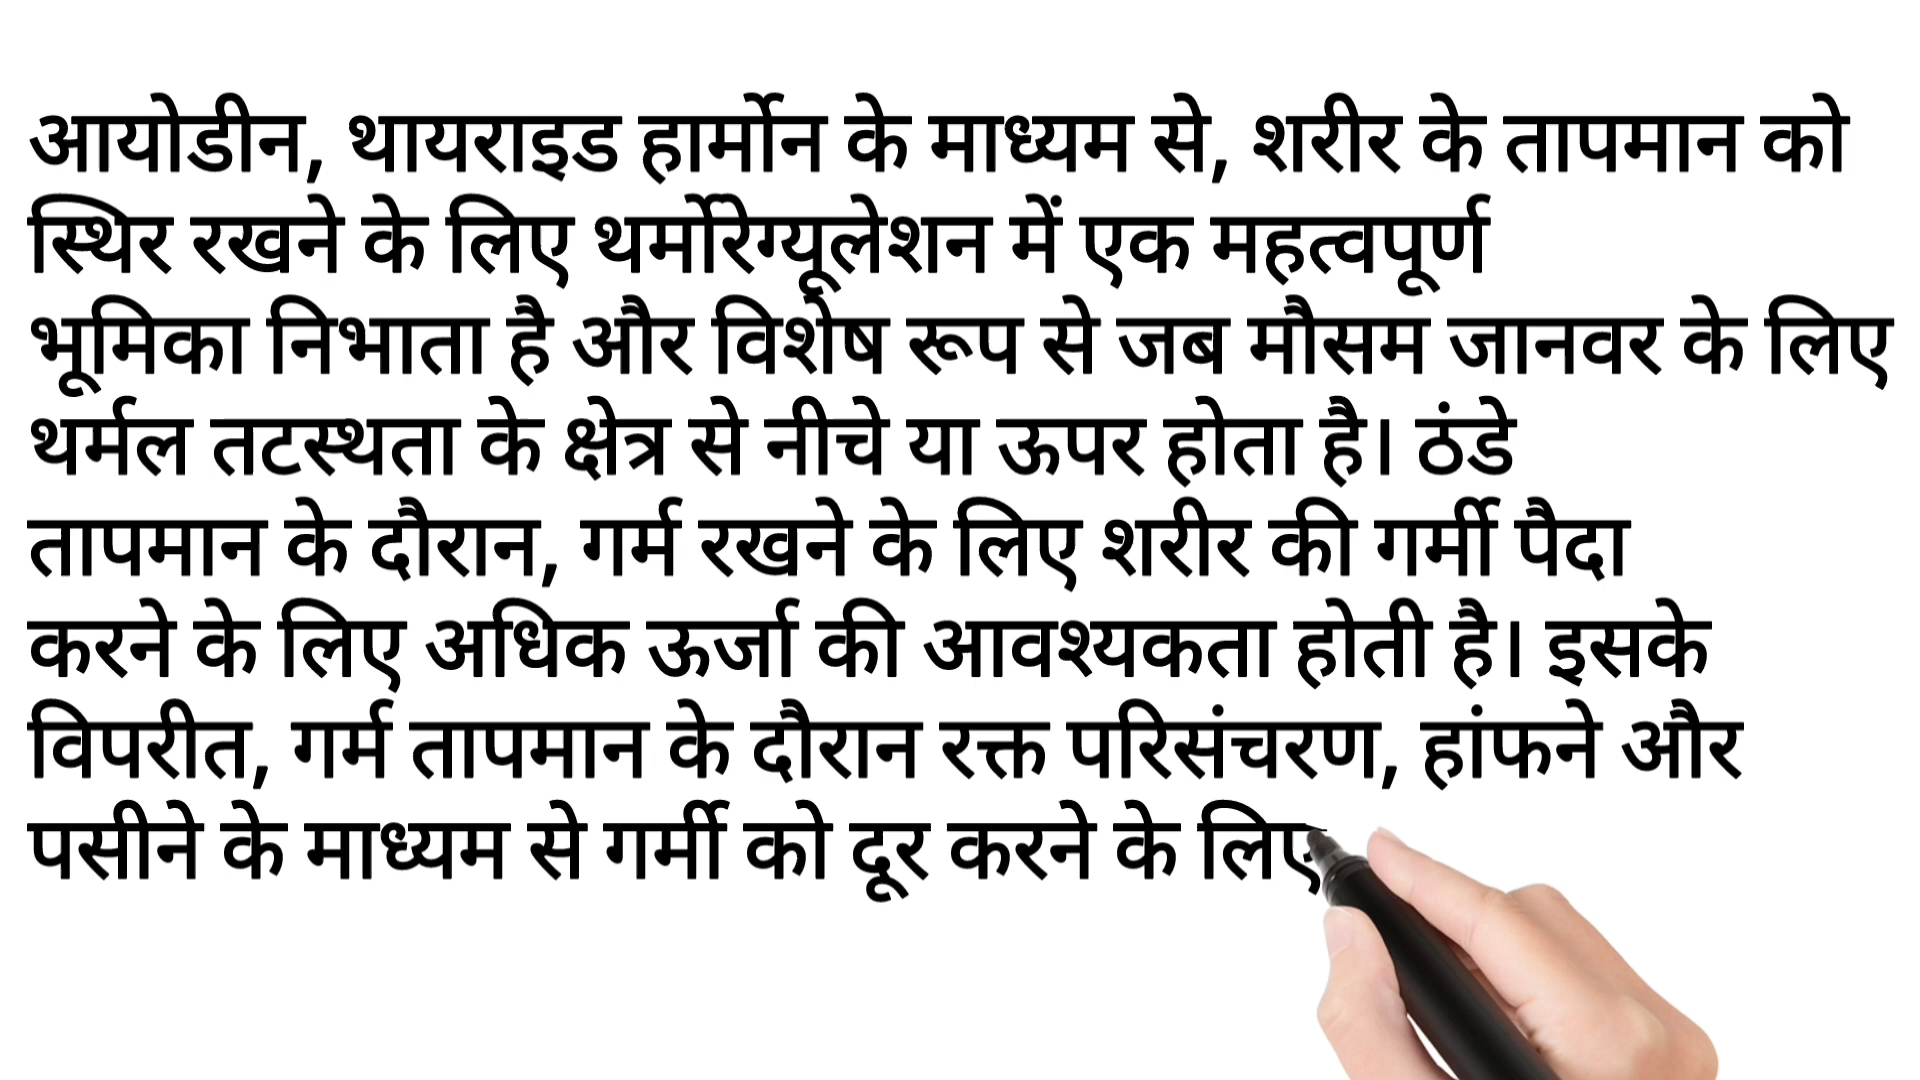 आयोडीन, थायराइड हार्मोन के माध्यम से, शरीर के तापमान को
स्थिर रखने के लिए थर्मोरेग्यूलेशन में एक महत्वपूर्ण
भूमिका निभाता है और विशेष रूप से जब मौसम जानवर के लिए
थर्मल तटस्थता के क्षेत्र से नीचे या ऊपर होता है। ठंडे
तापमान के दौरान, गर्म रखने के लिए शरीर की गर्मी पैदा
करने के लिए अधिक ऊर्जा की आवश्यकता होती है। इसके
विपरीत, गर्म तापमान के दौरान रक्त परिसंचरण, हांफने और
पसीने के माध्यम से गर्मी को दूर करने के लिए